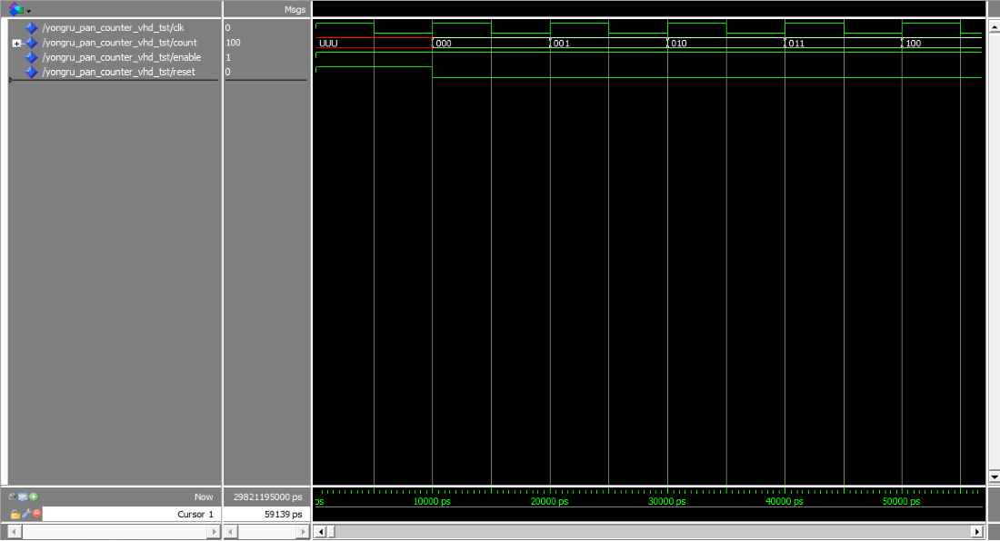 Msgs
/yongru_pan_counter_vhd_tst/clk 0
/yongru_pan_counter_vhd_tst/count 100 UUU 000 001 010 011 100
/yongru_pan_counter_vhd_tst/enable 1
/yongru_pan_counter_vhd_tst/reset 0
Now 29821195000 ps ps 10000 ps 20000 ps 30000 ps 40000 ps 50000 ps
Cursor 1 59139 ps